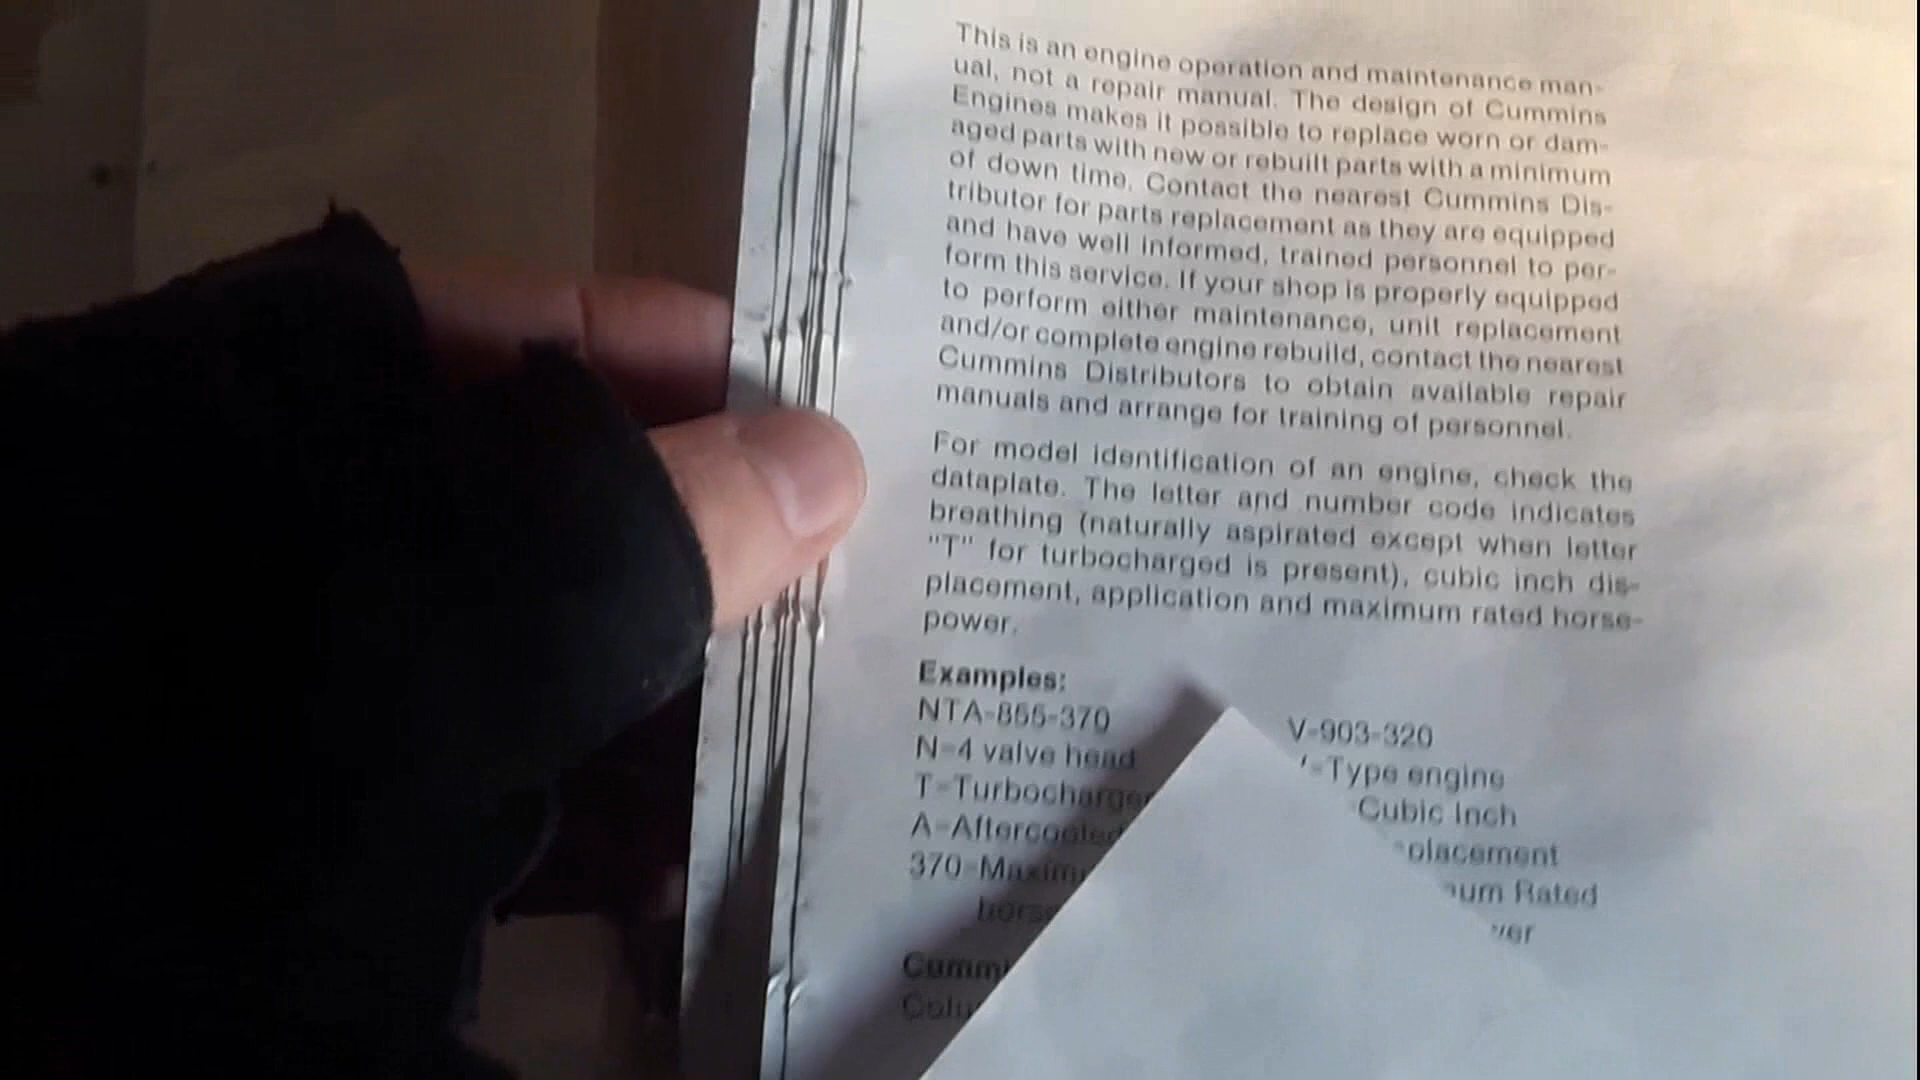 This is an engine operation and maintenance man-
ual, not a repair manual. The design of Cummins
Engines makes it possible to replace worn or dam-
aged parts with new or rebuilt parts with a minimum
of down time. Contact the nearest Cummins Dis-
tributor for parts replacement as they are equipped
and have well informed, trained personnel to per-
form this service. If your shop is properly equipped
to perform either maintenance, unit replacement
and/or complete engine rebuild, contact the nearest
Cummins Distributors to obtain available repair
manuals and arrange for training of personnel.
For model identification of an engine, check the
dataplate. The letter and number code indicates
breathing (naturally aspirated except when letter
"T" for turbocharged is present), cubic inch dis-
placement, application and maximum rated horse-
power.
Examples:
NTA-855-370
N-4 valve head
T-Turbocharged
A-Aftercooled
370-Maxim
horse
Cummi
Colu
V-903-320
-Type engine
Cubic Inch
placement
um Rated
er